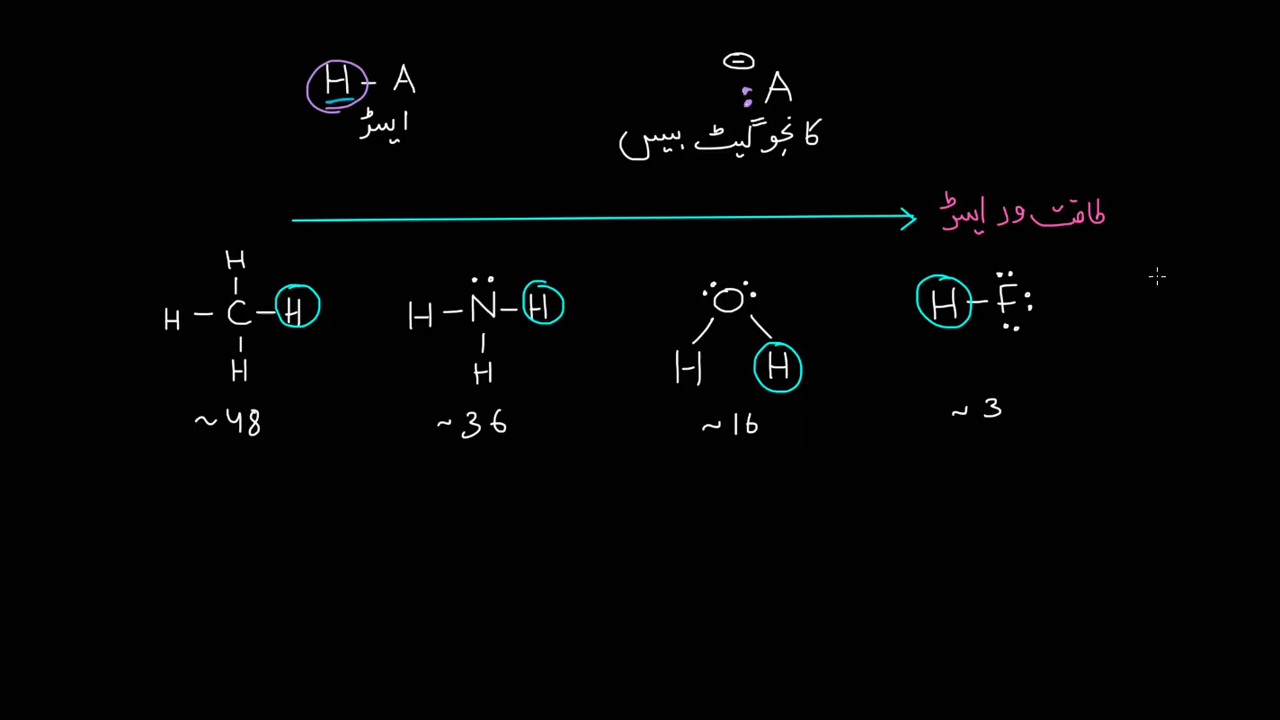 H – A
⊖
:A
ایسڈ
کانجوگیٹ بیس
طاقت ور ایسڈ
H
H – C – H
H
H – N – H
H
O
H H
H – F
~ 48
~ 36
~ 16
~ 3